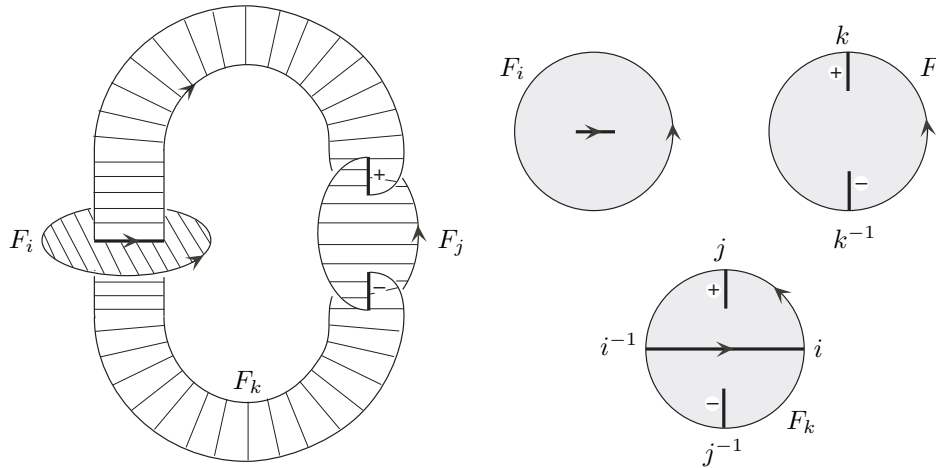 F_i
F_j
F_k
+
−
F_i
k
+
F
−
k^{-1}
j
+
i^{-1}
i
−
F_k
j^{-1}